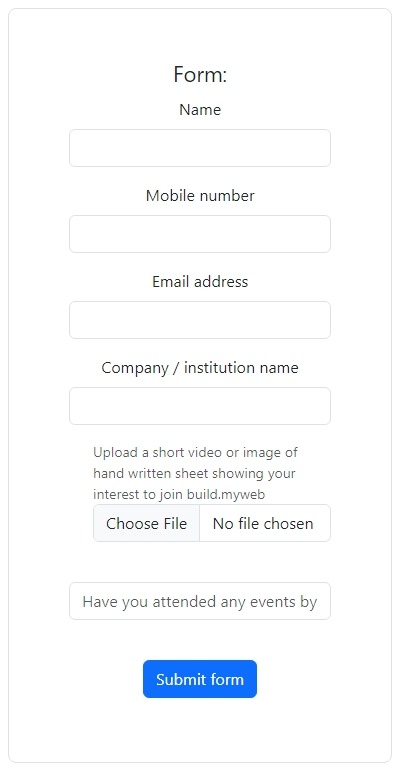 Form:
Name
Mobile number
Email address
Company / institution name
Upload a short video or image of
hand written sheet showing your
interest to join build.myweb
Choose File No file chosen
Have you attended any events by
Submit form